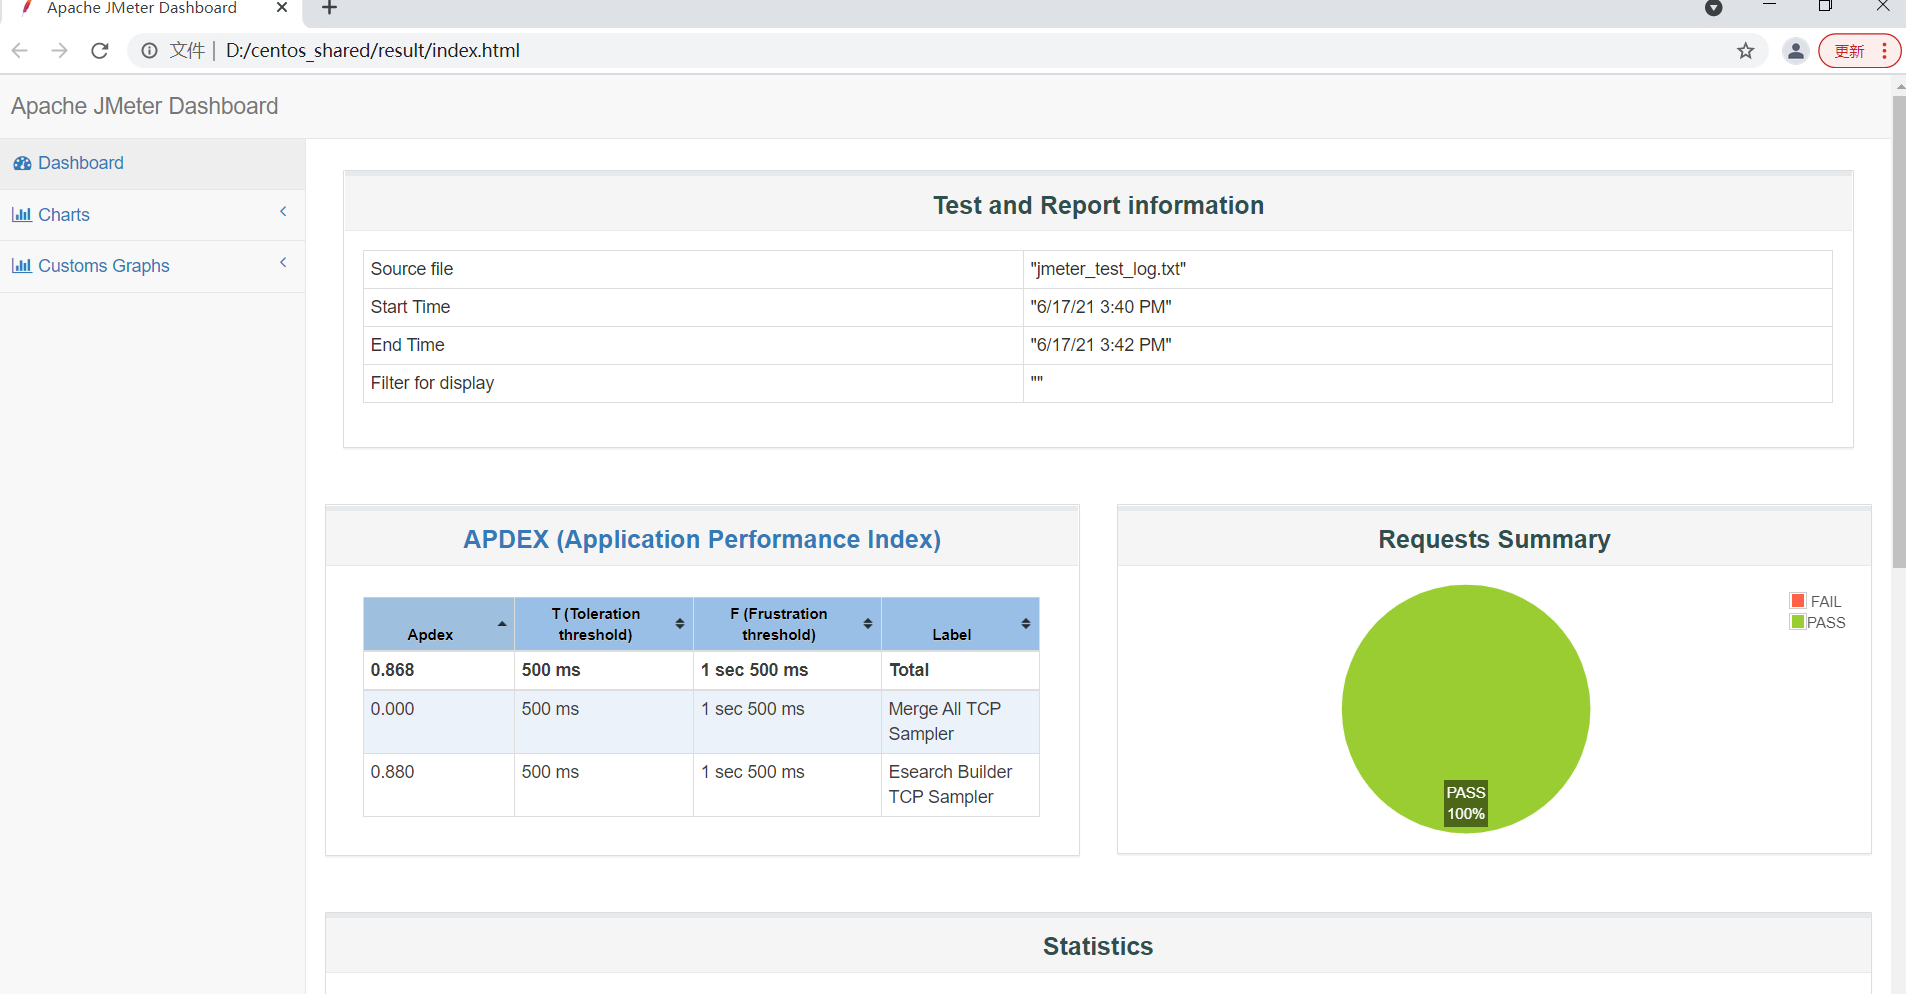 Apache JMeter Dashboard
文件 D:/centos_shared/result/index.html
更新
Apache JMeter Dashboard
Dashboard
Charts
Customs Graphs
Test and Report information
Source file "jmeter_test_log.txt"
Start Time "6/17/21 3:40 PM"
End Time "6/17/21 3:42 PM"
Filter for display ""
APDEX (Application Performance Index)
Apdex T (Toleration threshold) F (Frustration threshold) Label
0.868 500 ms 1 sec 500 ms Total
0.000 500 ms 1 sec 500 ms Merge All TCP
Sampler
0.880 500 ms 1 sec 500 ms Esearch Builder
TCP Sampler
Requests Summary
FAIL
PASS
PASS
100%
Statistics